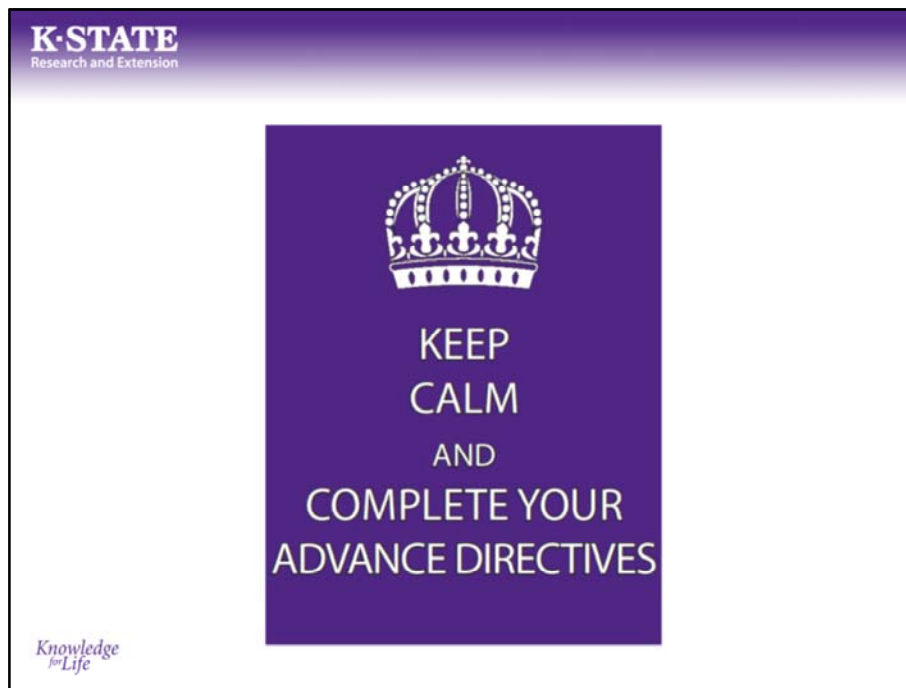 K·STATE
Research and Extension
KEEP
CALM
AND
COMPLETE YOUR
ADVANCE DIRECTIVES
Knowledge
for Life